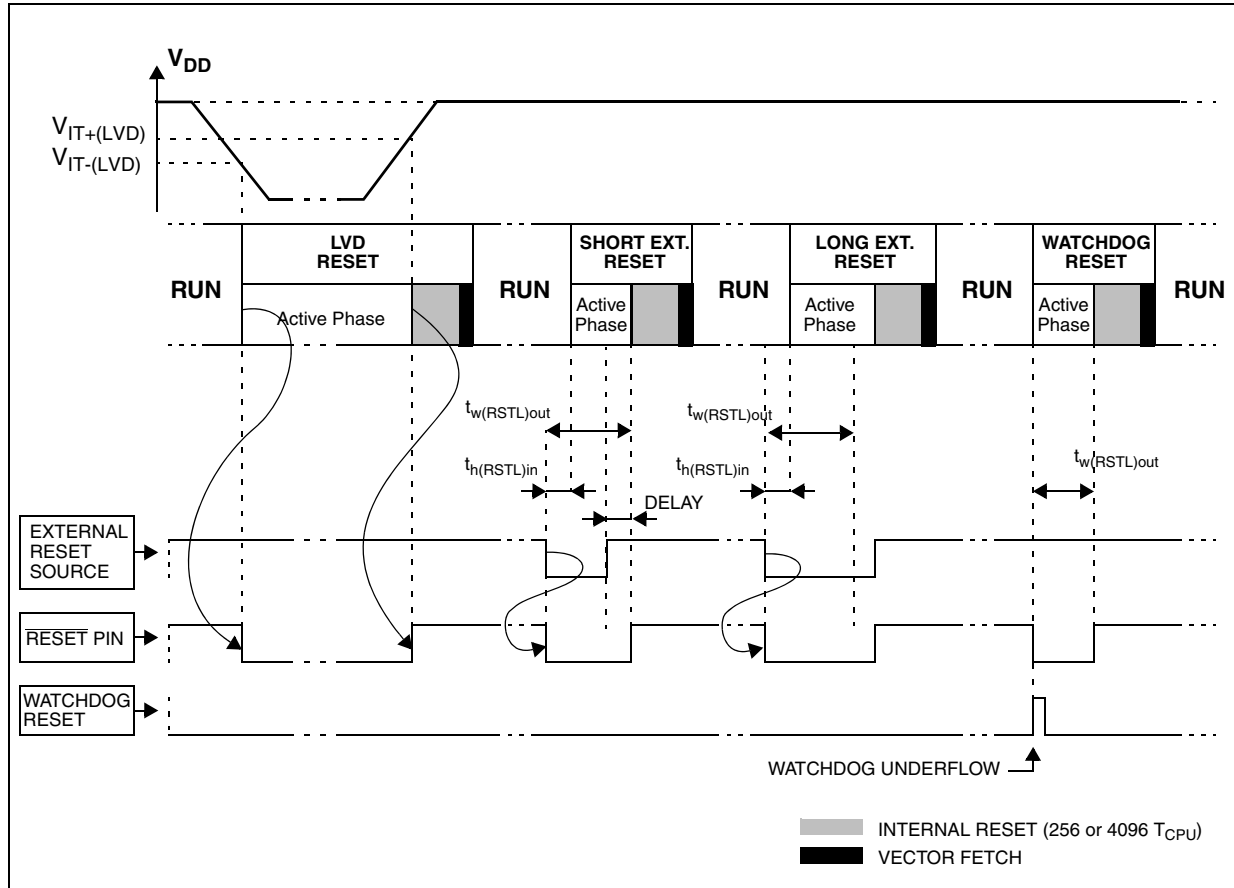 VDD
VIT+(LVD)
VIT-(LVD)
LVD
RESET
SHORT EXT.
RESET
LONG EXT.
RESET
WATCHDOG
RESET
RUN
RUN
RUN
RUN
RUN
Active Phase
Active
Phase
Active
Phase
Active
Phase
tw(RSTL)out
tw(RSTL)out
tw(RSTL)out
th(RSTL)in
th(RSTL)in
DELAY
EXTERNAL
RESET
SOURCE
RESET PIN
WATCHDOG
RESET
WATCHDOG UNDERFLOW
INTERNAL RESET (256 or 4096 TCPU)
VECTOR FETCH